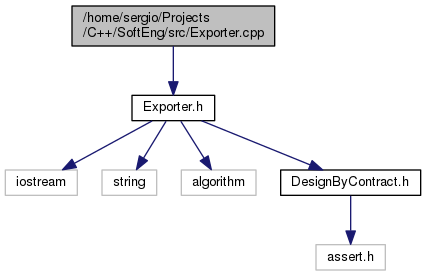 /home/sergio/Projects
/C++/SoftEng/src/Exporter.cpp
Exporter.h
iostream
string
algorithm
DesignByContract.h
assert.h